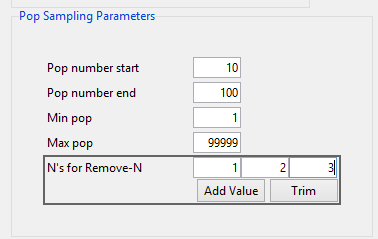 Pop Sampling Parameters
Pop number start 10
Pop number end 100
Min pop 1
Max pop 99999
N's for Remove-N 1 2 3
Add Value Trim